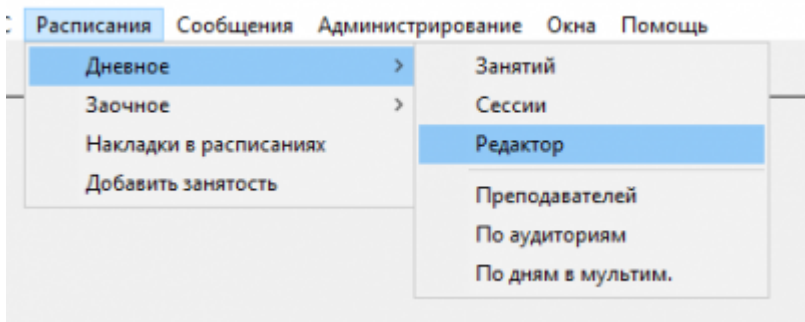 Расписания Сообщения Администрирование Окна Помощь
Дневное
Заочное
Накладки в расписаниях
Добавить занятость
Занятий
Сессии
Редактор
Преподавателей
По аудиториям
По дням в мультим.